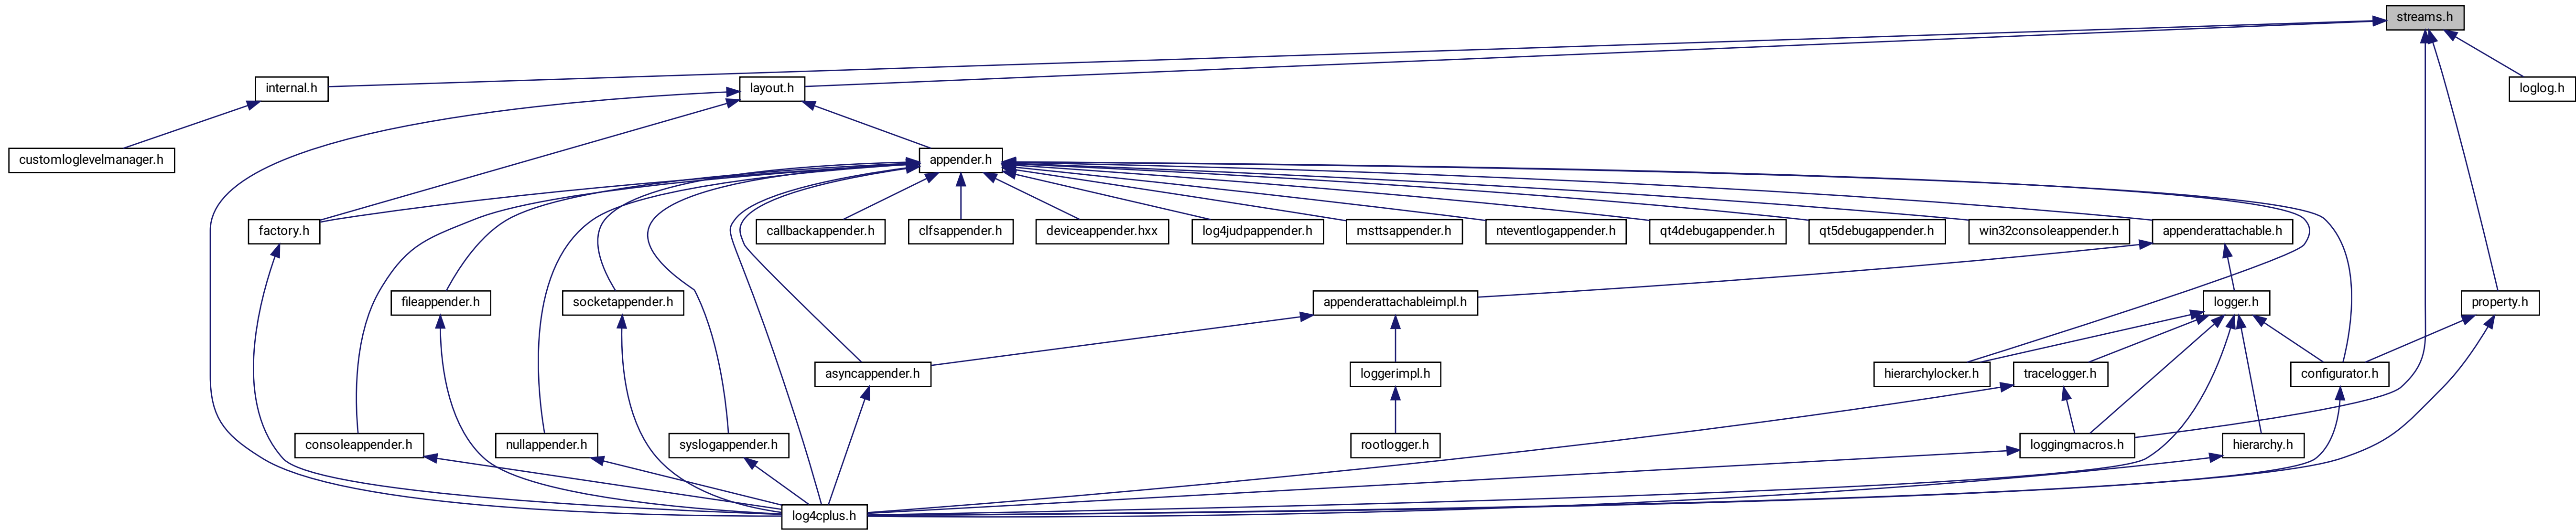 streams.h
internal.h
layout.h
loglog.h
customloglevelmanager.h
appender.h
factory.h
callbackappender.h
clfsappender.h
deviceappender.hxx
log4judpappender.h
msttsappender.h
nteventlogappender.h
qt4debugappender.h
qt5debugappender.h
win32consoleappender.h
appenderattachable.h
fileappender.h
socketappender.h
appenderattachableimpl.h
logger.h
property.h
asyncappender.h
loggerimpl.h
hierarchylocker.h
tracelogger.h
configurator.h
consoleappender.h
nullappender.h
syslogappender.h
rootlogger.h
loggingmacros.h
hierarchy.h
log4cplus.h